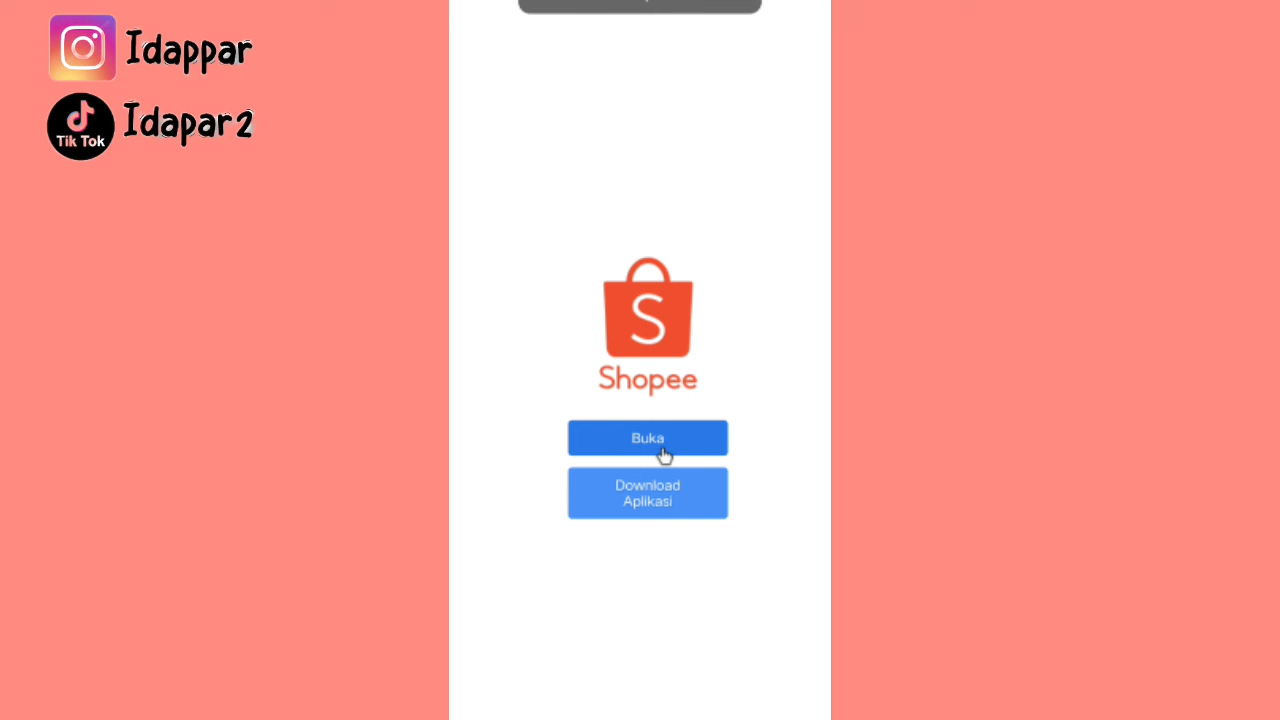 Idappar
Tik Tok
Idapar2
S
Shopee
Buka
Download
Aplikasi